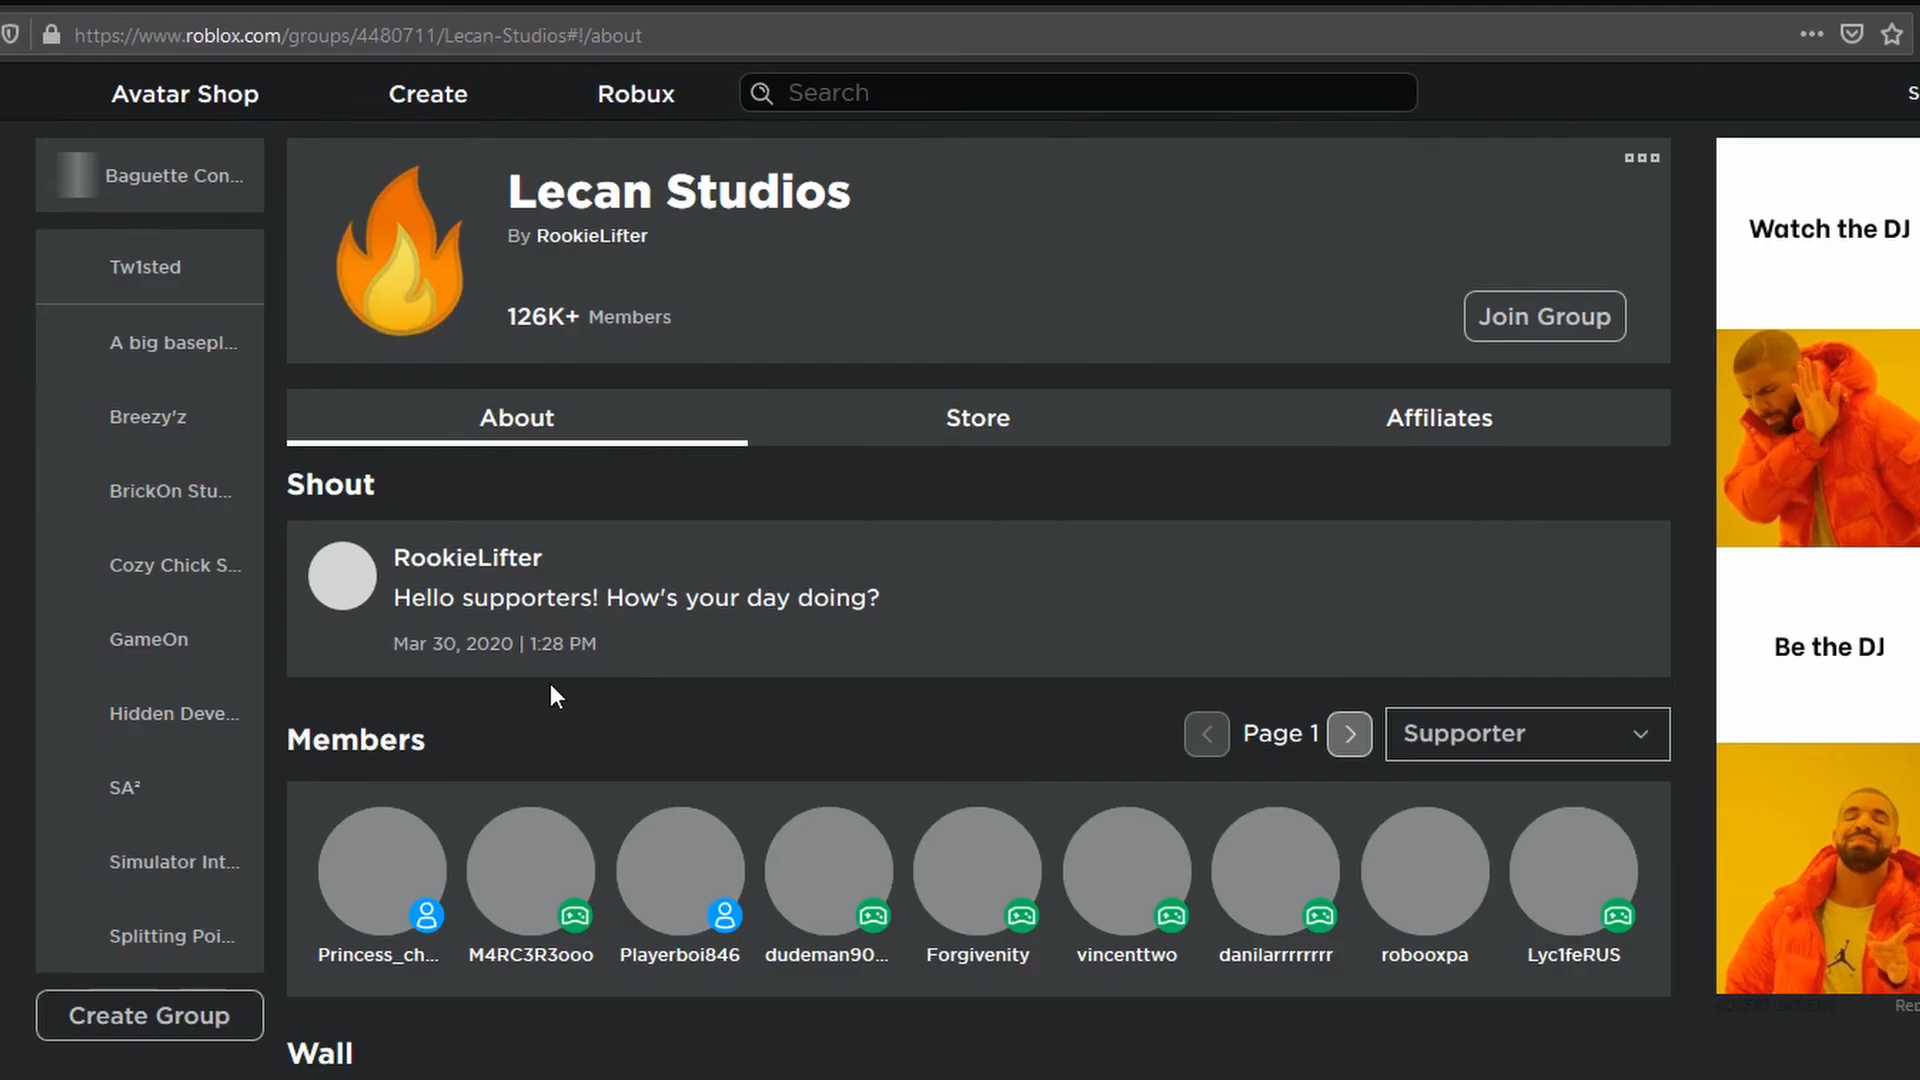 https://www.roblox.com/groups/4480711/Lecan-Studios#!/about
Avatar Shop
Create
Robux
Search
S
Baguette Con...
Tw1sted
A big basepl...
Breezy'z
BrickOn Stu...
Cozy Chick S...
GameOn
Hidden Deve...
SA²
Simulator Int...
Splitting Poi...
Create Group
Lecan Studios
By RookieLifter
126K+ Members
Join Group
About
Store
Affiliates
Shout
RookieLifter
Hello supporters! How's your day doing?
Mar 30, 2020 | 1:28 PM
Members
Page 1
Supporter
Princess_ch...
M4RC3R3ooo
Playerboi846
dudeman90...
Forgivenity
vincenttwo
danilarrrrrrrr
robooxpa
Lyc1feRUS
Wall
Watch the DJ
Be the DJ
ADVERTISEMENT
Rep